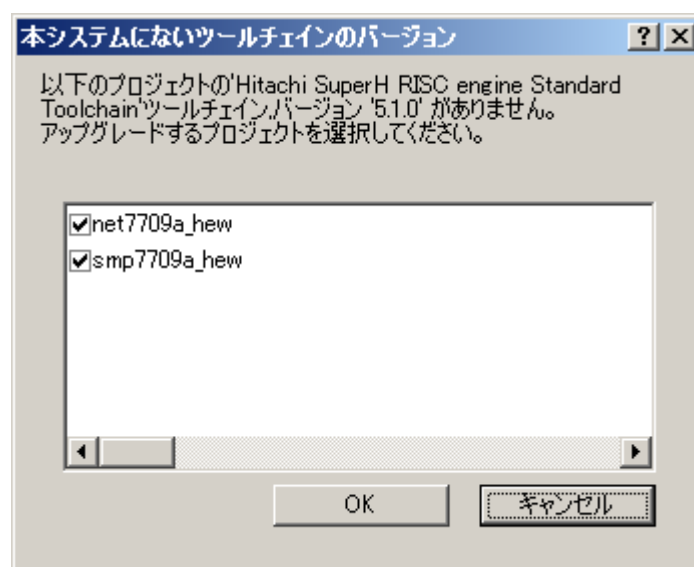 本システムにないツールチェインのバージョン
以下のプロジェクトの'Hitachi SuperH RISC engine Standard
Toolchain'ツールチェイン,バージョン '5.1.0' がありません。
アップグレードするプロジェクトを選択してください。
net7709a_hew
smp7709a_hew
OK キャンセル